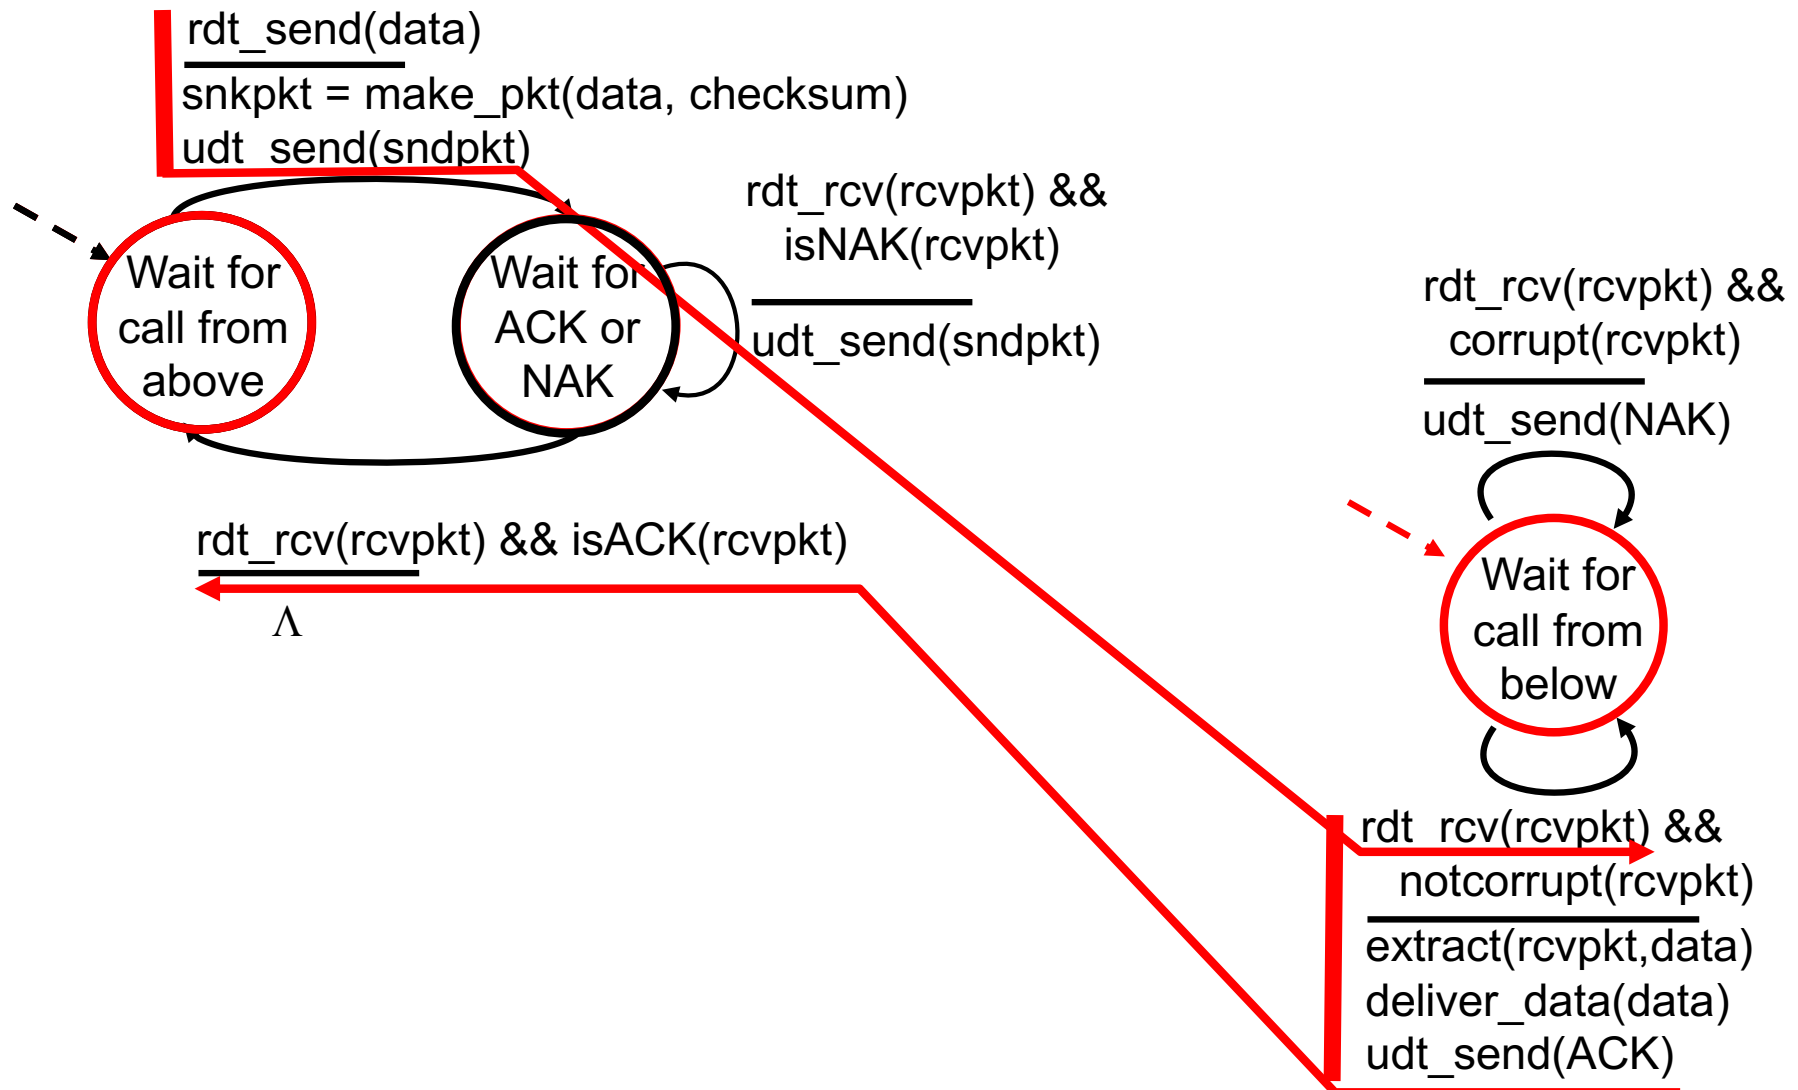 rdt_send(data)
snkpkt = make_pkt(data, checksum)
udt_send(sndpkt)
Wait for
call from
above
Wait for
ACK or
NAK
rdt_rcv(rcvpkt) &&
isNAK(rcvpkt)
udt_send(sndpkt)
rdt_rcv(rcvpkt) && isACK(rcvpkt)
Λ
rdt_rcv(rcvpkt) &&
corrupt(rcvpkt)
udt_send(NAK)
Wait for
call from
below
rdt_rcv(rcvpkt) &&
notcorrupt(rcvpkt)
extract(rcvpkt,data)
deliver_data(data)
udt_send(ACK)